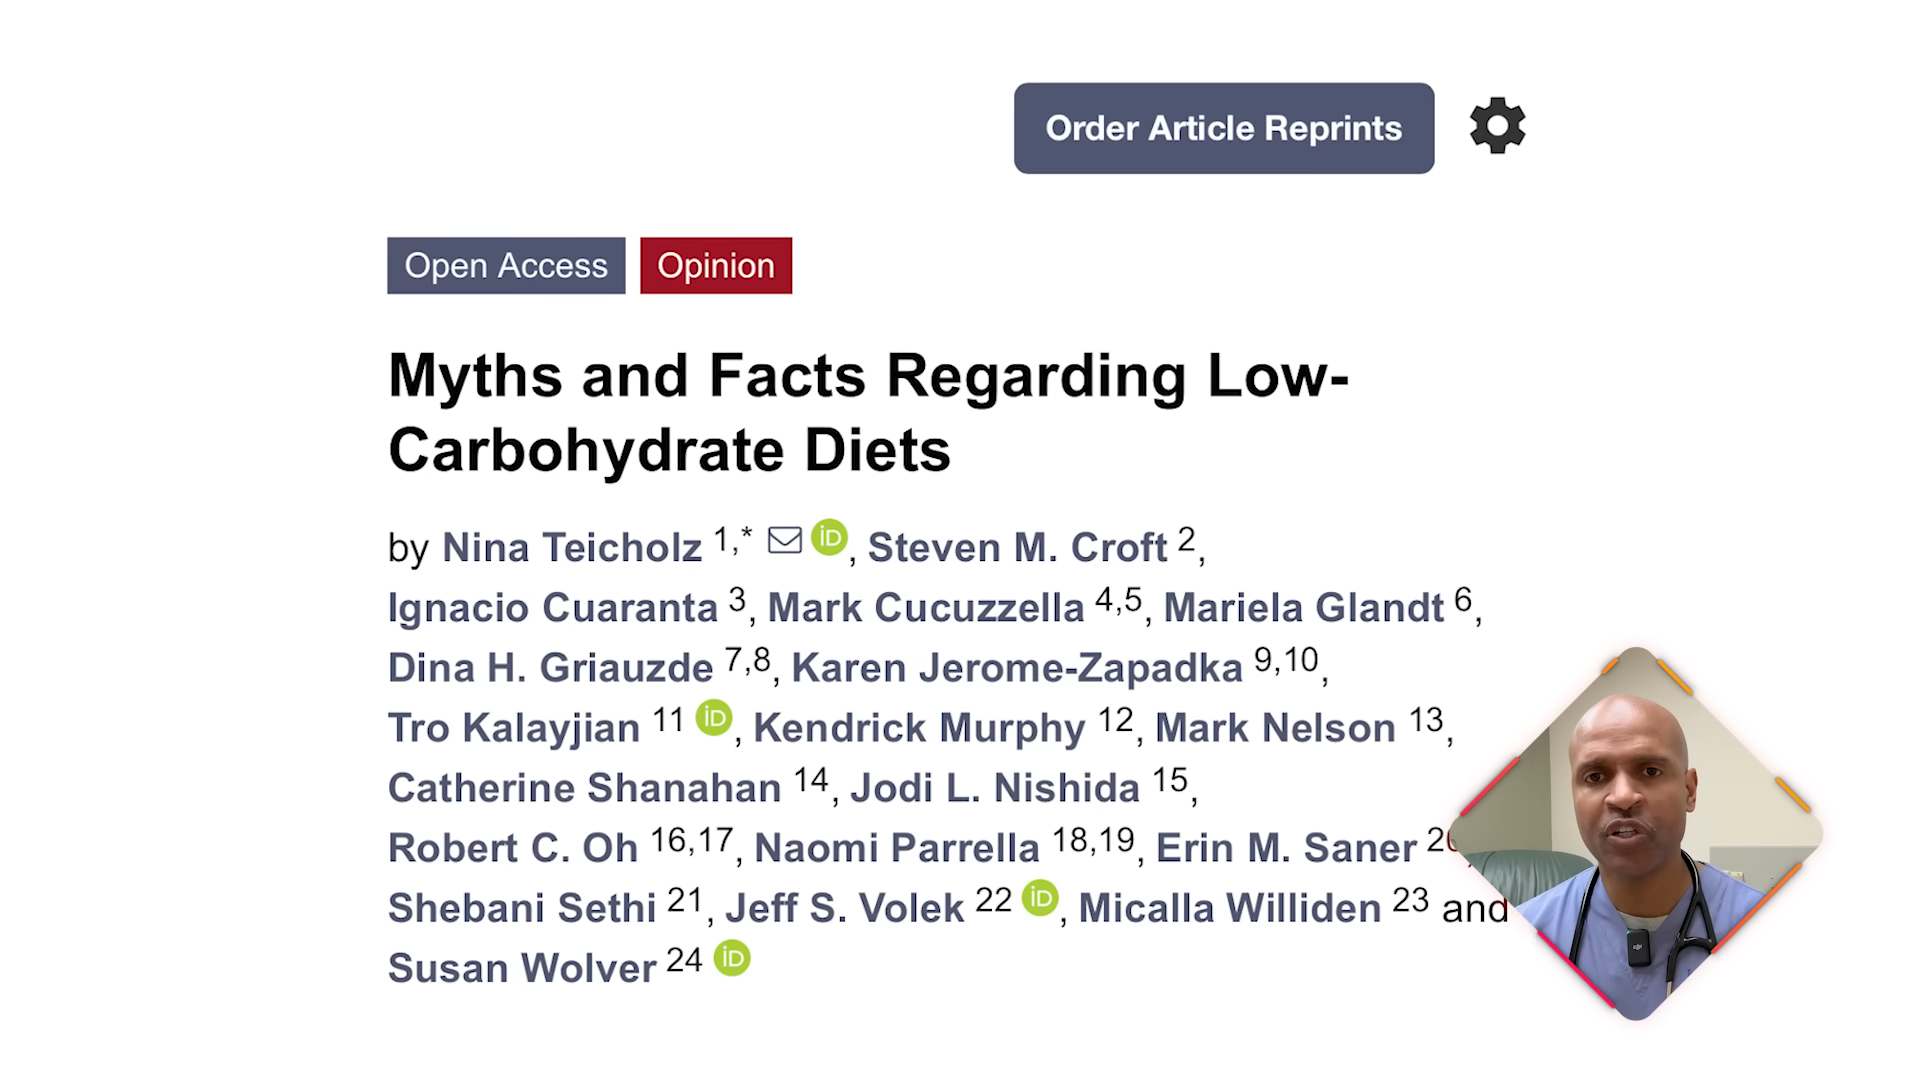 Order Article Reprints
Open Access Opinion
Myths and Facts Regarding Low-
Carbohydrate Diets
by Nina Teicholz 1,* iD, Steven M. Croft 2,
Ignacio Cuaranta 3, Mark Cucuzzella 4,5, Mariela Glandt 6,
Dina H. Griauzde 7,8, Karen Jerome-Zapadka 9,10,
Tro Kalayjian 11 iD, Kendrick Murphy 12, Mark Nelson 13,
Catherine Shanahan 14, Jodi L. Nishida 15,
Robert C. Oh 16,17, Naomi Parrella 18,19, Erin M. Saner
Shebani Sethi 21, Jeff S. Volek 22 iD, Micalla Williden 23 and
Susan Wolver 24 iD